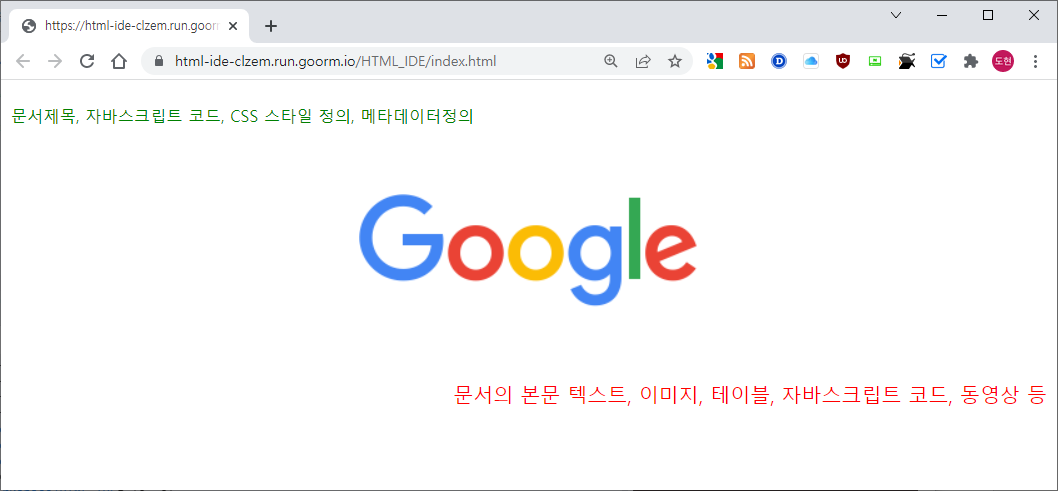 https://html-ide-clzem.run.goorm
html-ide-clzem.run.goorm.io/HTML_IDE/index.html
도현
문서제목, 자바스크립트 코드, CSS 스타일 정의, 메타데이터정의
Google
문서의 본문 텍스트, 이미지, 테이블, 자바스크립트 코드, 동영상 등